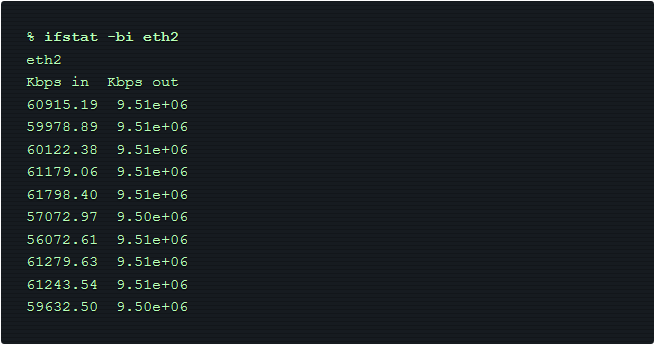 % ifstat -bi eth2
eth2
Kbps in  Kbps out
60915.19  9.51e+06
59978.89  9.51e+06
60122.38  9.51e+06
61179.06  9.51e+06
61798.40  9.51e+06
57072.97  9.50e+06
56072.61  9.51e+06
61279.63  9.51e+06
61243.54  9.51e+06
59632.50  9.50e+06